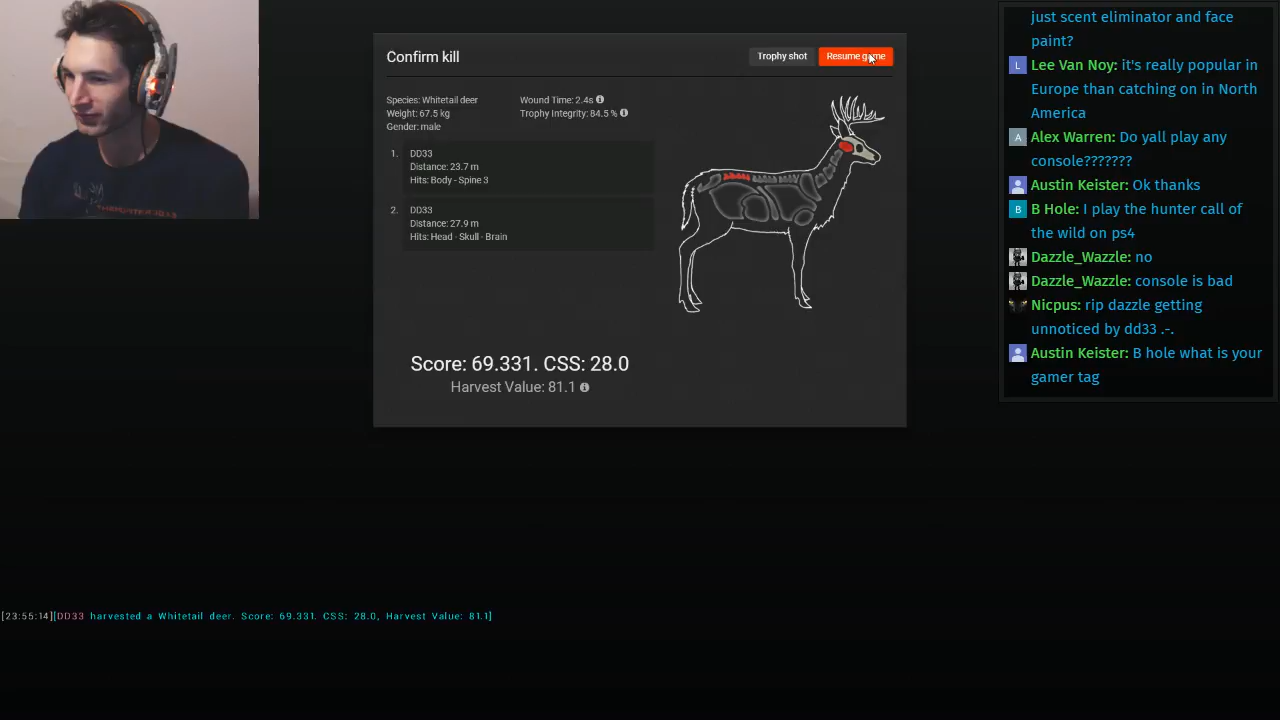 Confirm kill
Trophy shot
Resume game
Species: Whitetail deer
Weight: 67.5 kg
Gender: male
Wound Time: 2.4s
Trophy Integrity: 84.5 %
1. DD33
Distance: 23.7 m
Hits: Body - Spine 3
2. DD33
Distance: 27.9 m
Hits: Head - Skull - Brain
Score: 69.331. CSS: 28.0
Harvest Value: 81.1
[23:55:14][DD33 harvested a Whitetail deer. Score: 69.331. CSS: 28.0, Harvest Value: 81.1]
just scent eliminator and face
paint?
L Lee Van Noy: it's really popular in
Europe than catching on in North
America
A Alex Warren: Do yall play any
console???????
Austin Keister: Ok thanks
B B Hole: I play the hunter call of
the wild on ps4
Dazzle_Wazzle: no
Dazzle_Wazzle: console is bad
Nicpus: rip dazzle getting
unnoticed by dd33 .-.
Austin Keister: B hole what is your
gamer tag